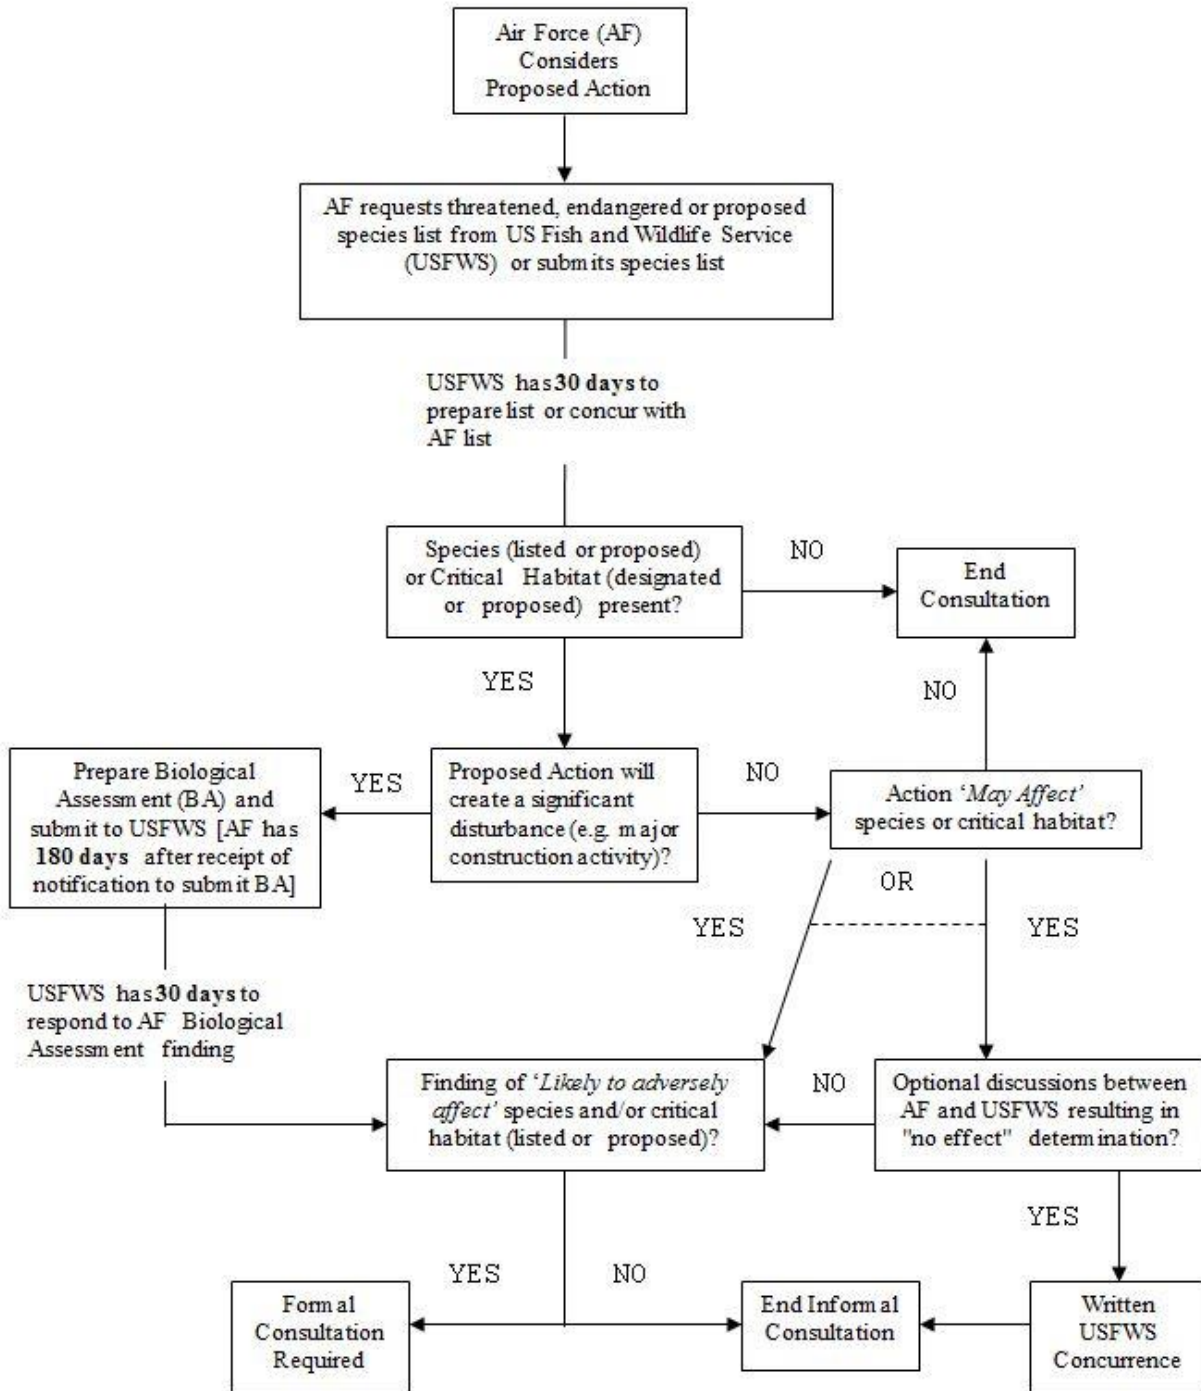 Air Force (AF)
Considers
Proposed Action
AF requests threatened, endangered or proposed
species list from US Fish and Wildlife Service
(USFWS) or submits species list
USFWS has 30 days to
prepare list or concur with
AF list
Species (listed or proposed)
or Critical Habitat (designated
or proposed) present?
NO
End
Consultation
YES
NO
Prepare Biological
Assessment (BA) and
submit to USFWS [AF has
180 days after receipt of
notification to submit BA]
YES
Proposed Action will
create a significant
disturbance (e.g. major
construction activity)?
NO
Action 'May Affect'
species or critical habitat?
OR
YES
YES
USFWS has 30 days to
respond to AF Biological
Assessment finding
Finding of 'Likely to adversely
affect' species and/or critical
habitat (listed or proposed)?
NO
Optional discussions between
AF and USFWS resulting in
"no effect" determination?
YES
YES
NO
Formal
Consultation
Required
End Informal
Consultation
Written
USFWS
Concurrence